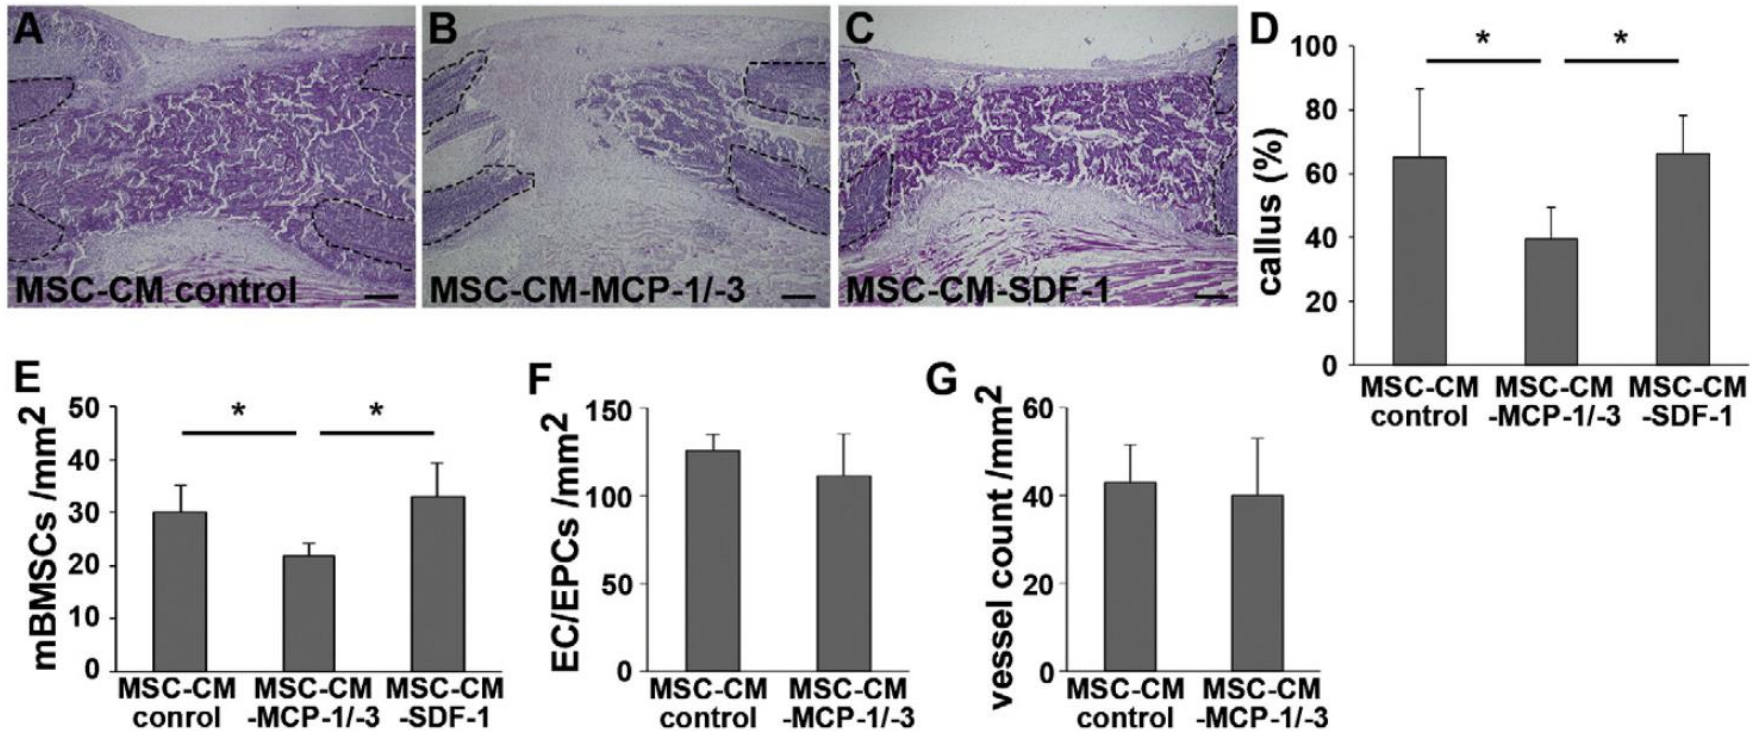 A
MSC-CM control
B
MSC-CM-MCP-1/-3
C
MSC-CM-SDF-1
D
callus (%)
100
80
60
40
20
0
*
*
MSC-CM MSC-CM MSC-CM
control -MCP-1/-3 -SDF-1
E
mBMSCs /mm2
50
40
30
20
10
0
*
*
MSC-CM MSC-CM MSC-CM
conrol -MCP-1/-3 -SDF-1
F
EC/EPCs /mm2
150
100
50
0
MSC-CM MSC-CM
control -MCP-1/-3
G
vessel count /mm2
60
40
20
0
MSC-CM MSC-CM
control -MCP-1/-3